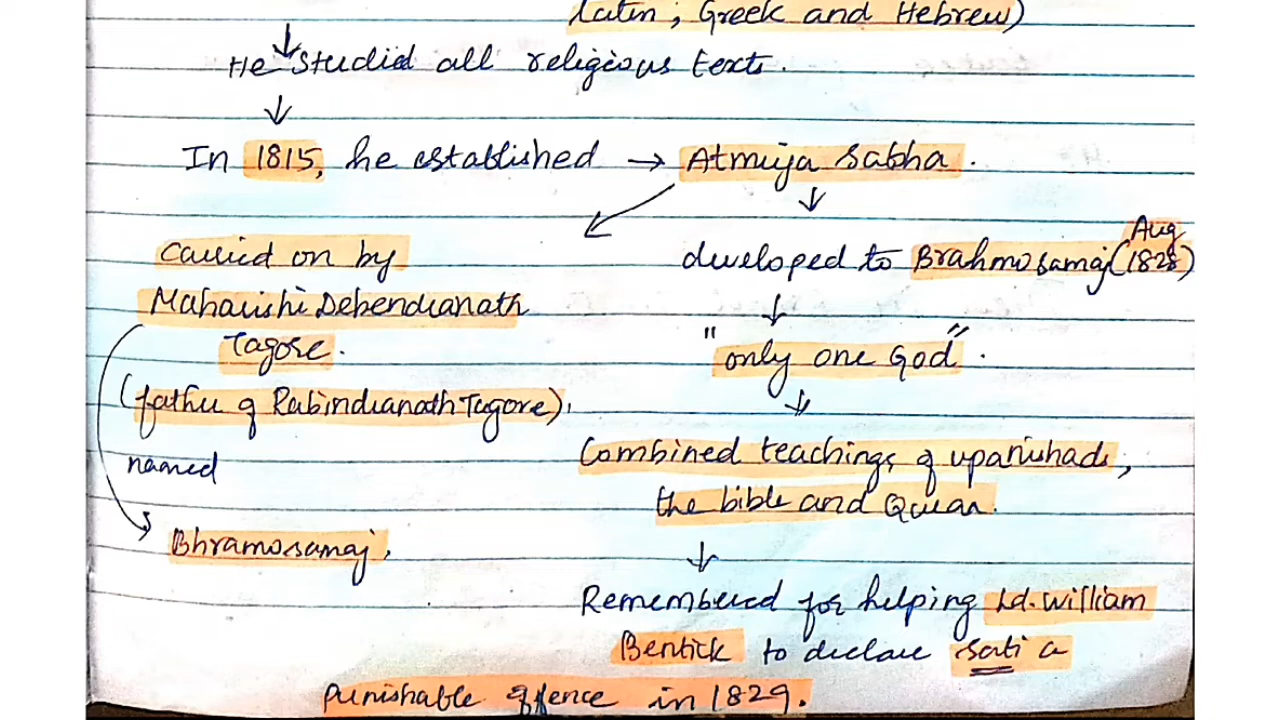 Latin, Greek and Hebrew)
He studied all religious texts.
In 1815, he established → Atmiya Sabha.
Carried on by
Maharishi Debendranath
Tagore.
(father of Rabindranath Tagore).
named
Bhramosamaj.
developed to Brahmosamaj (Aug
1828)
"only one God".
Combined teachings of upanishads,
the bible and Quran.
Remembered for helping Ld. William
Bentick to declare sati a
Punishable offence in 1829.